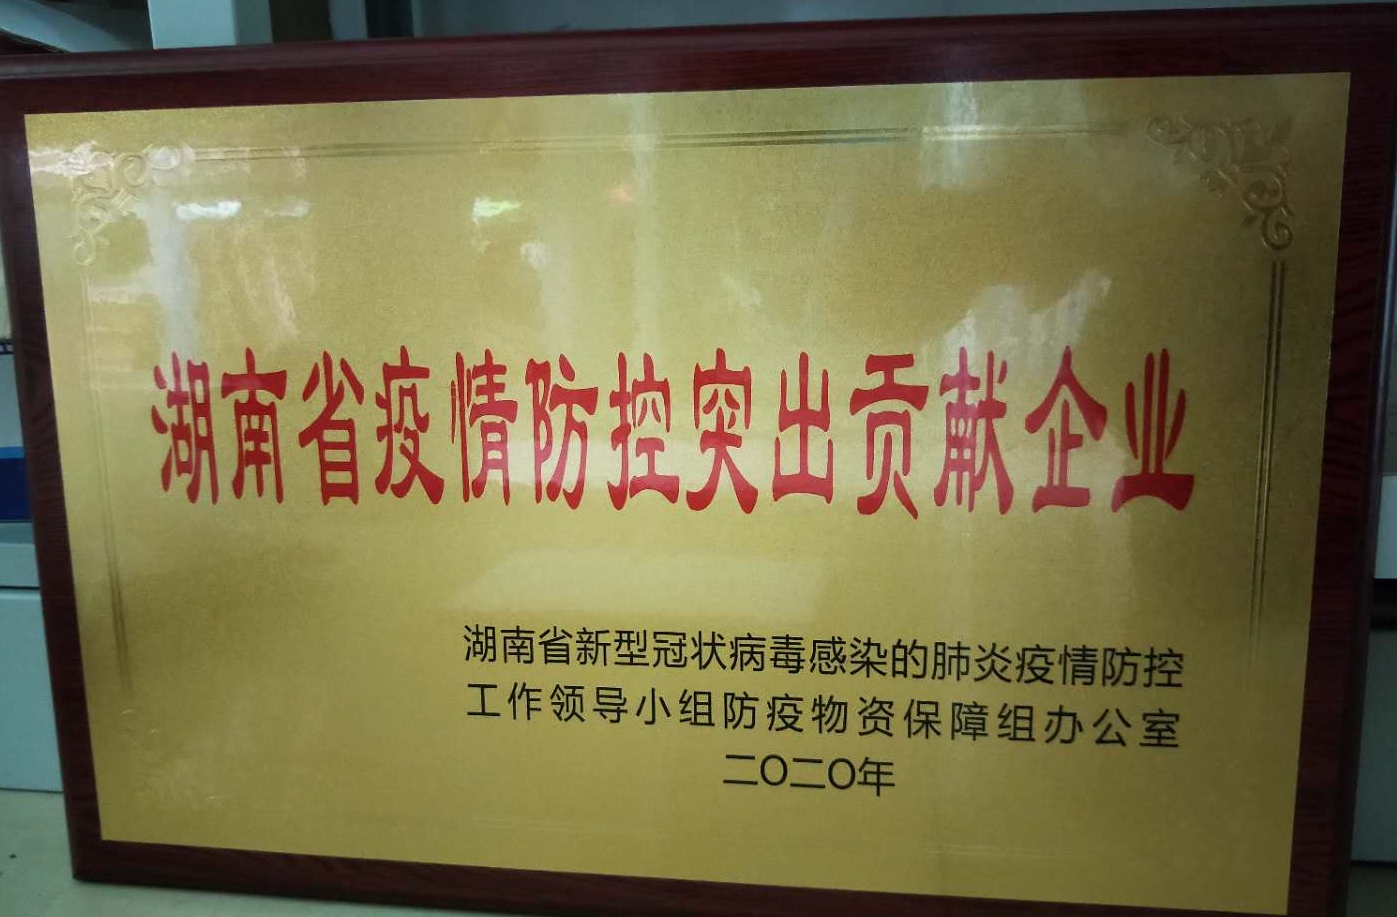 湖南省疫情防控突出贡献企业
湖南省新型冠状病毒感染的肺炎疫情防控
工作领导小组防疫物资保障组办公室
二〇二〇年